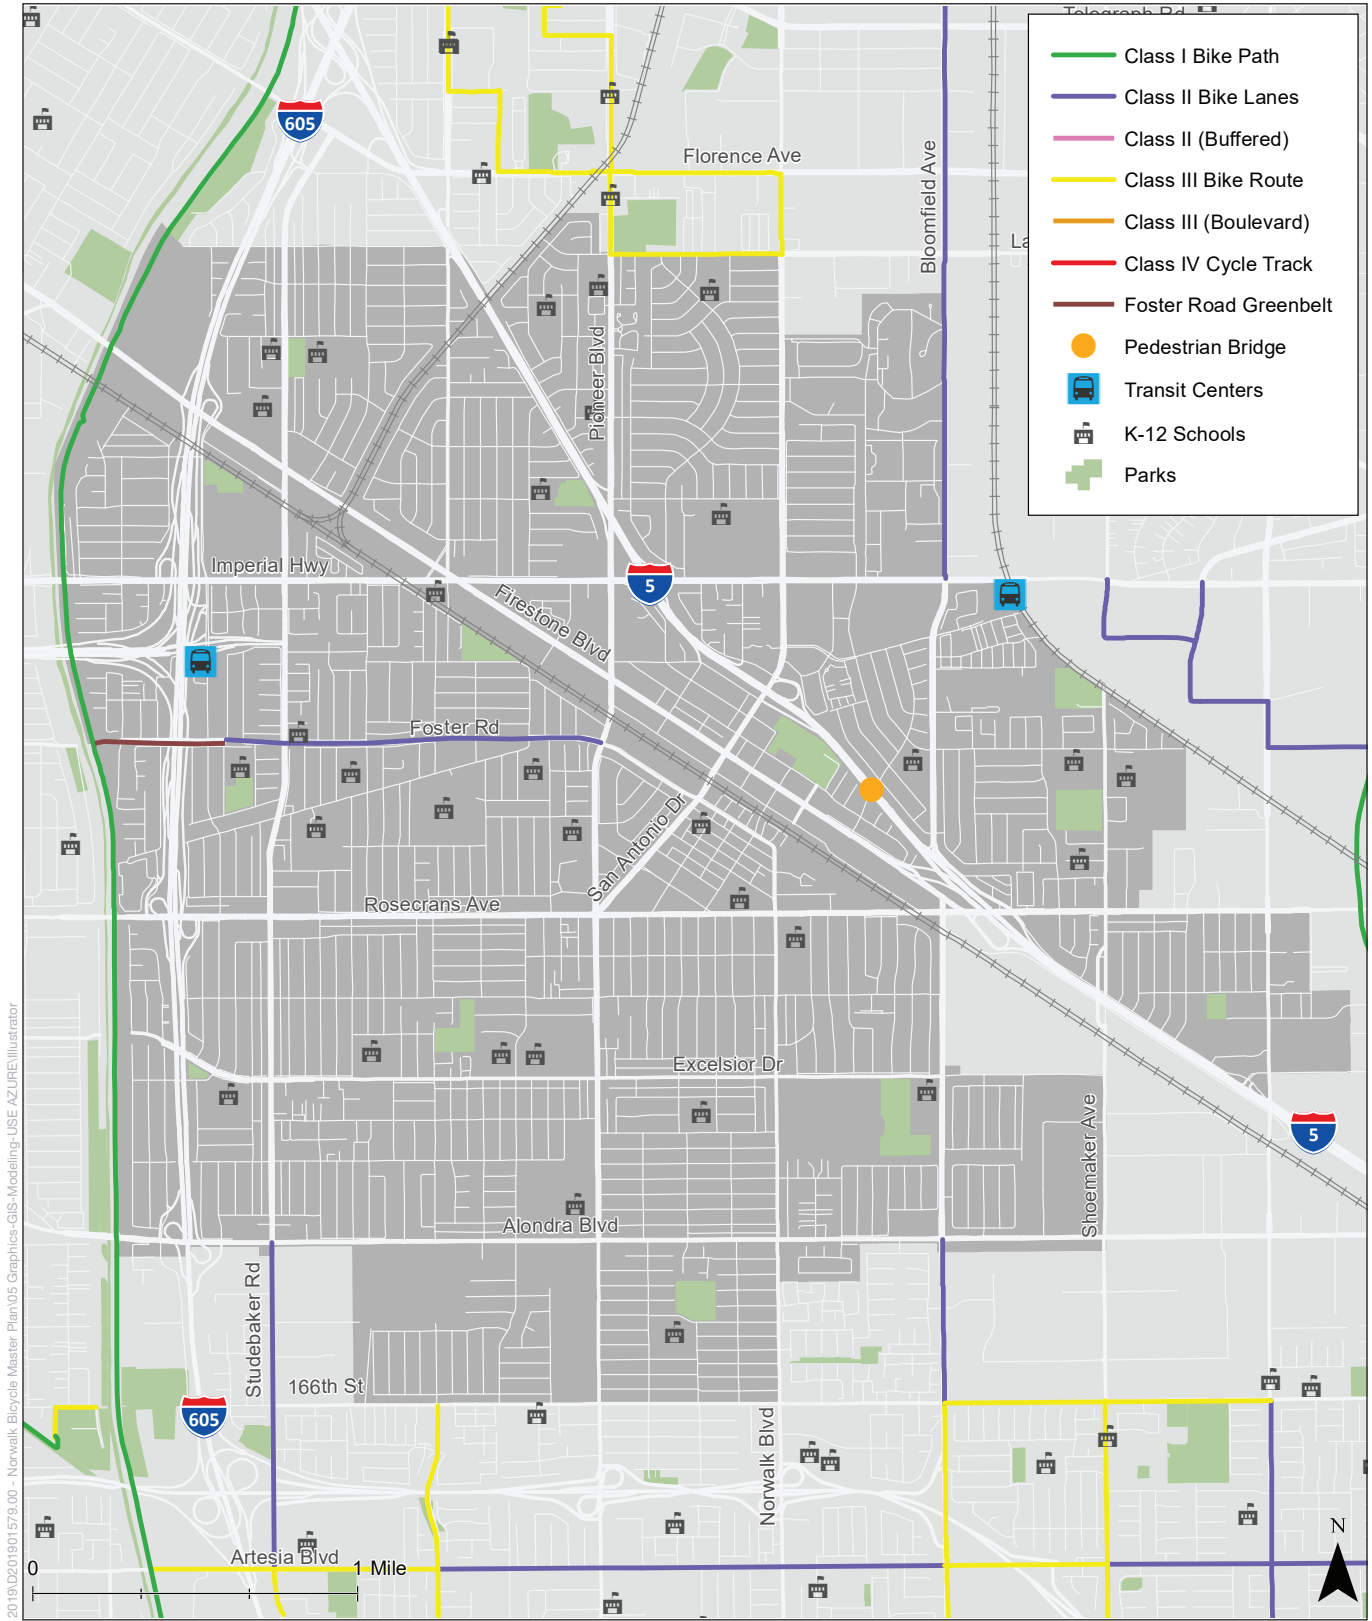 Telegraph Rd
Class I Bike Path
Class II Bike Lanes
Class II (Buffered)
Class III Bike Route
Class III (Boulevard)
Class IV Cycle Track
Foster Road Greenbelt
Pedestrian Bridge
Transit Centers
K-12 Schools
Parks
605
Florence Ave
Bloomfield Ave
La
Pioneer Blvd
Imperial Hwy
5
Firestone Blvd
Foster Rd
San Antonio Dr
Rosecrans Ave
Excelsior Dr
Shoemaker Ave
5
Alondra Blvd
Studebaker Rd
166th St
605
Norwalk Blvd
Artesia Blvd
0
1 Mile
N
2019\D201901579.00 - Norwalk Bicycle Master Plan\05 Graphics-GIS-Modeling-USE AZURE\Illustrator